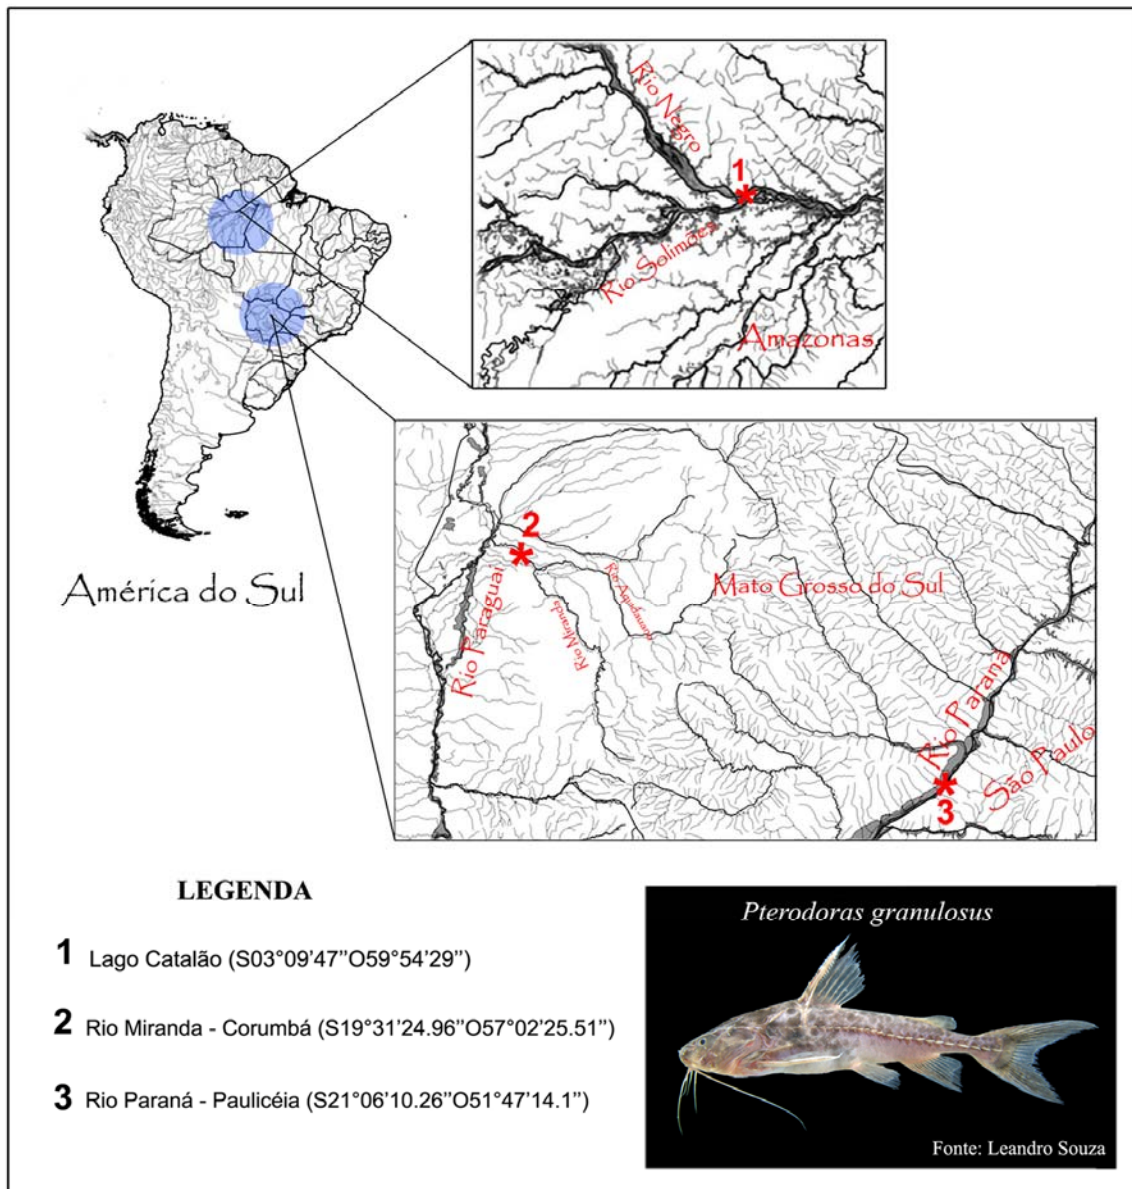 Rio Negro
1
Rio Solimões
Amazonas
América do Sul
2
Rio Paraguai
Rio Miranda
Rio Aquidauana
Mato Grosso do Sul
Rio Paraná
São Paulo
3
LEGENDA
1 Lago Catalão (S03°09'47’’O59°54'29’’)
2 Rio Miranda - Corumbá (S19°31'24.96’’O57°02'25.51’’)
3 Rio Paraná - Paulicéia (S21°06'10.26’’O51°47'14.1’’)
Pterodoras granulosus
Fonte: Leandro Souza